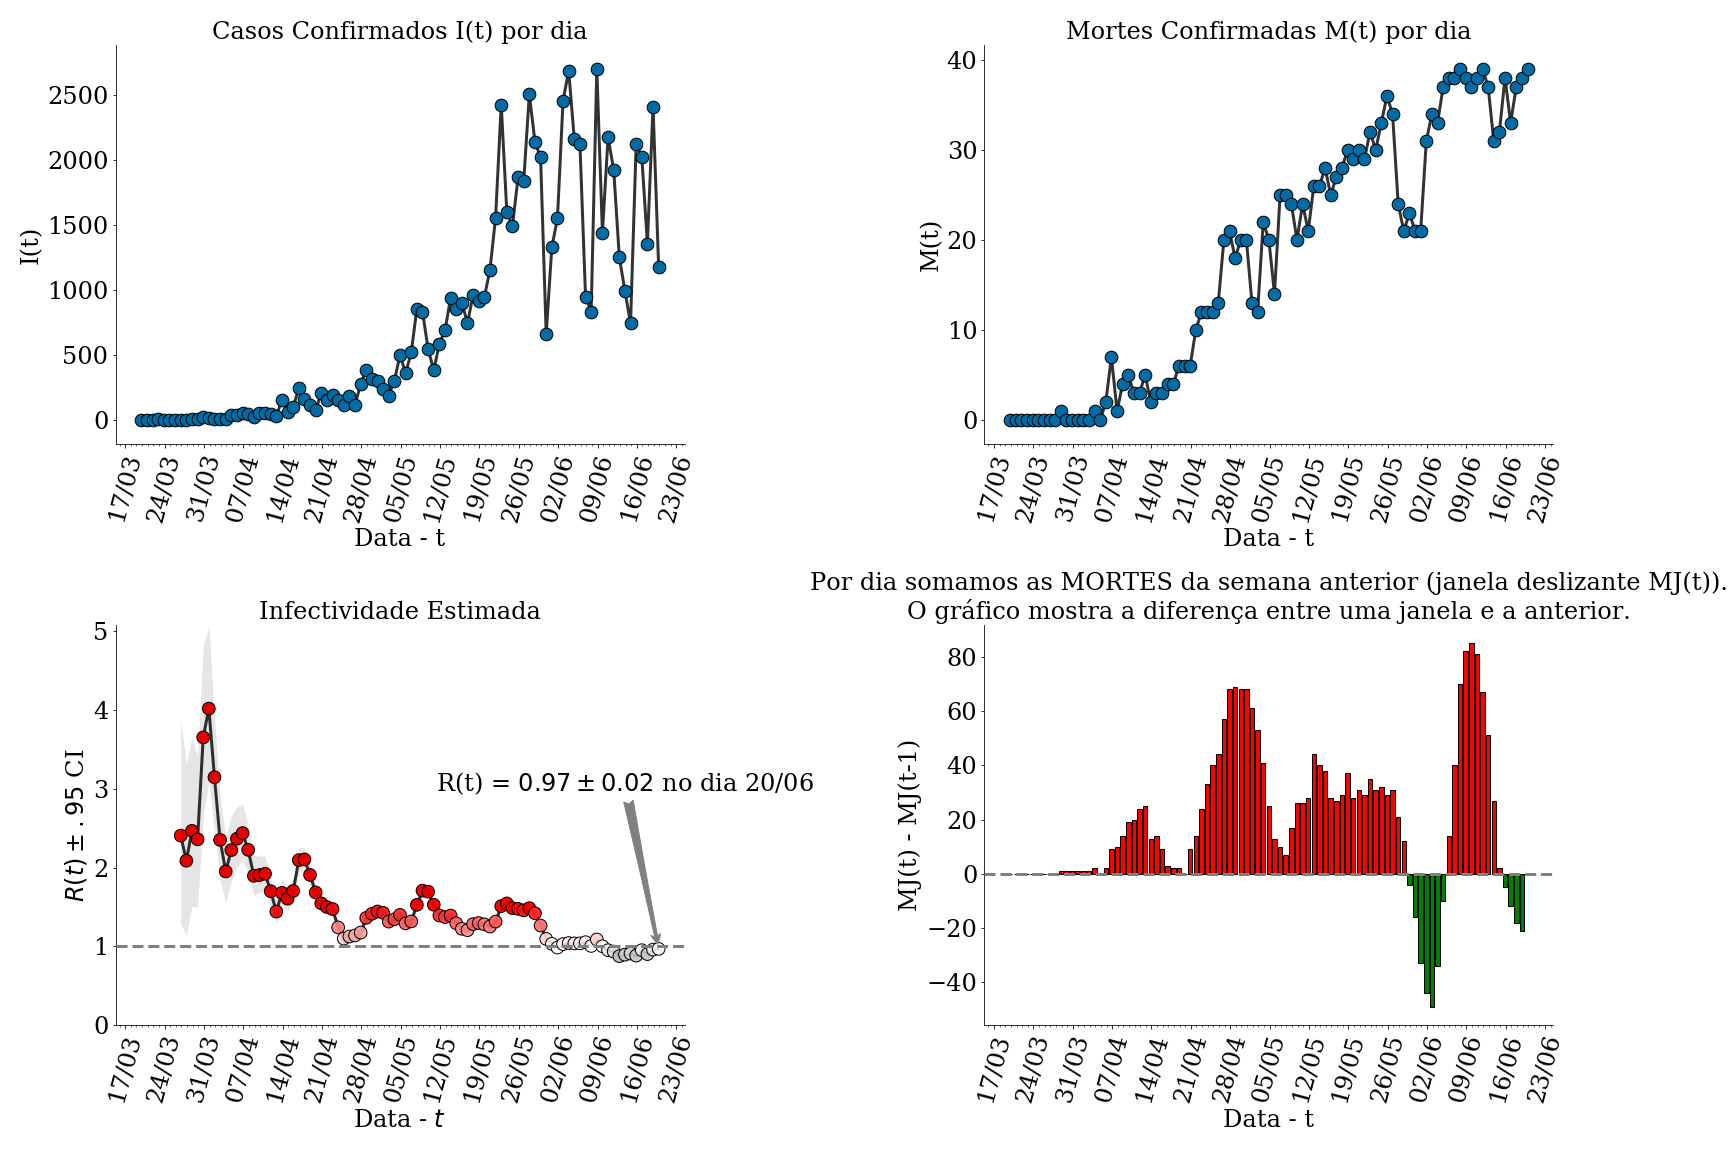 Casos Confirmados I(t) por dia
I(t)
2500
2000
1500
1000
500
0
17/03 24/03 31/03 07/04 14/04 21/04 28/04 05/05 12/05 19/05 26/05 02/06 09/06 16/06 23/06
Data - t
Mortes Confirmadas M(t) por dia
M(t)
40
30
20
10
0
17/03 24/03 31/03 07/04 14/04 21/04 28/04 05/05 12/05 19/05 26/05 02/06 09/06 16/06 23/06
Data - t
Infectividade Estimada
R(t) ± .95 CI
5
4
3
2
1
0
R(t) = 0.97 ± 0.02 no dia 20/06
17/03 24/03 31/03 07/04 14/04 21/04 28/04 05/05 12/05 19/05 26/05 02/06 09/06 16/06 23/06
Data - t
Por dia somamos as MORTES da semana anterior (janela deslizante MJ(t)).
O gráfico mostra a diferença entre uma janela e a anterior.
MJ(t) - MJ(t-1)
80
60
40
20
0
−20
−40
17/03 24/03 31/03 07/04 14/04 21/04 28/04 05/05 12/05 19/05 26/05 02/06 09/06 16/06 23/06
Data - t